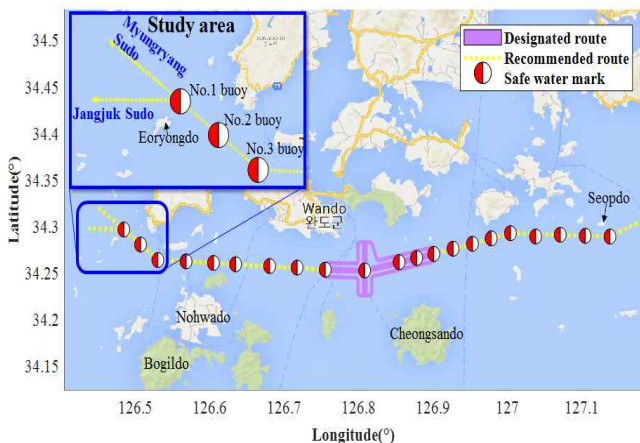 Study area
Myungryang
Sudo
No.1 buoy
Jangjuk Sudo
No.2 buoy
Eoryongdo
No.3 buoy
77
Designated route
Recommended route
Safe water mark
Seopdo
Wando
완도군
Nohwado
Bogildo
Cheongsando
Latitude(°)
34.5
34.45
34.4
34.35
34.3
34.25
34.2
34.15
126.5
126.6
126.7
126.8
126.9
127
127.1
Longitude(°)